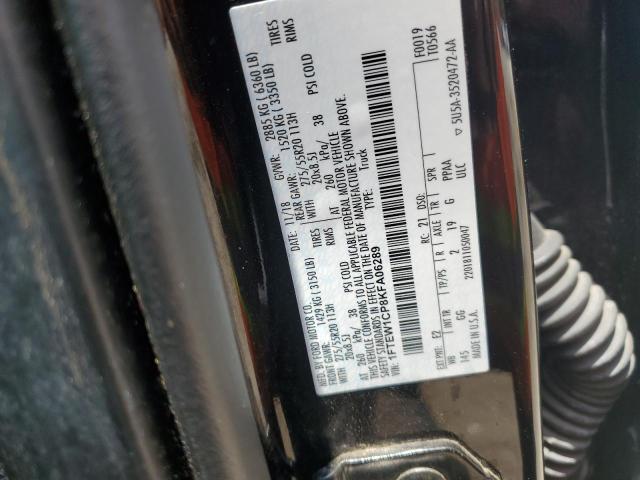 MFD. BY FORD MOTOR CO. DATE: 11/18 GVWR: 2885 KG ( 6360 LB)
FRONT GAWR: 1429 KG ( 3150 LB) REAR GAWR: 1520 KG ( 3350 LB)
275/55R20 113H TIRES WITH 275/55R20 113H TIRES
20x8.5J RIMS 20x8.5J RIMS
AT 260 kPa/ 38 PSI COLD AT 260 kPa/ 38 PSI COLD
THIS VEHICLE CONFORMS TO ALL APPLICABLE FEDERAL MOTOR VEHICLE
SAFETY STANDARDS IN EFFECT ON THE DATE OF MANUFACTURE SHOWN ABOVE.
VIN: 1FTEW1CP8KFA06289 TYPE: Truck
F0019
T0566
EXT PNT: E2 RC: 21 DSO:
WB INT TR TP/PS R AXLE TR SPR
145 GG 2 19 G PPAA
MADE IN U.S.A. 2201811050047 ULC
▽ 5U5A-3520472-AA